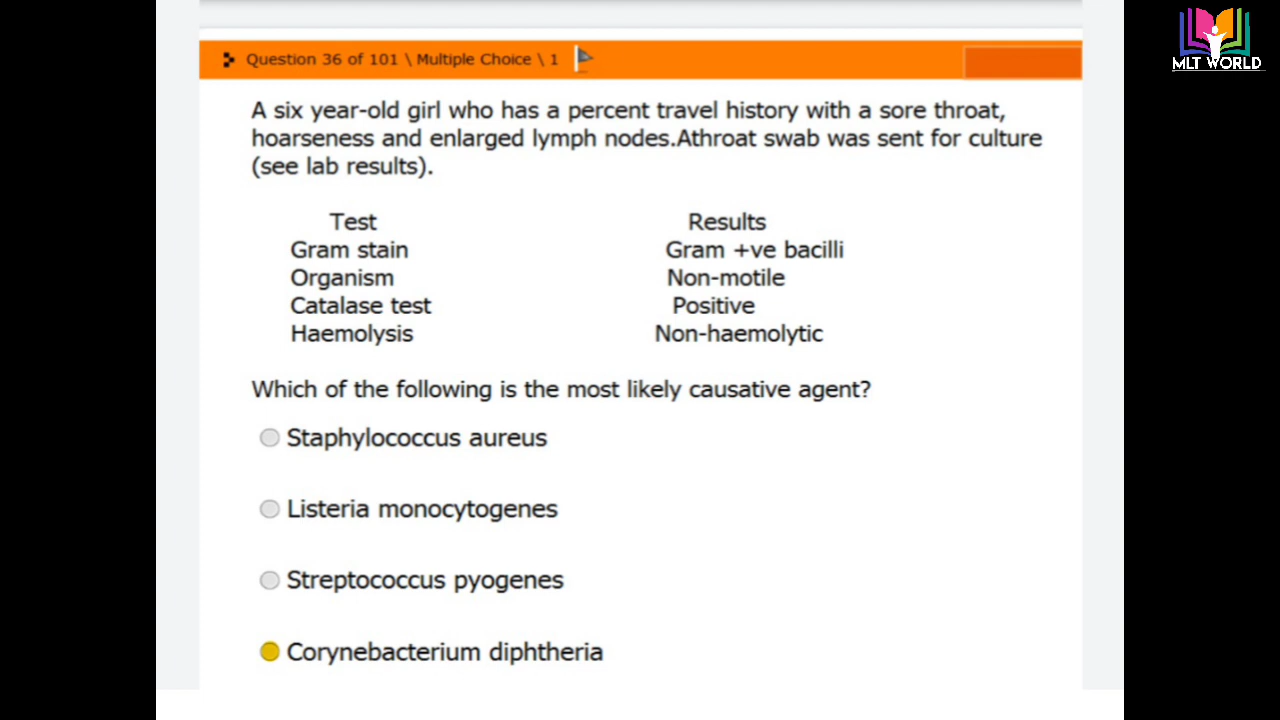 MLT WORLD
Question 36 of 101 \ Multiple Choice \ 1
A six year-old girl who has a percent travel history with a sore throat,
hoarseness and enlarged lymph nodes.Athroat swab was sent for culture
(see lab results).
Test Results
Gram stain Gram +ve bacilli
Organism Non-motile
Catalase test Positive
Haemolysis Non-haemolytic
Which of the following is the most likely causative agent?
Staphylococcus aureus
Listeria monocytogenes
Streptococcus pyogenes
Corynebacterium diphtheria